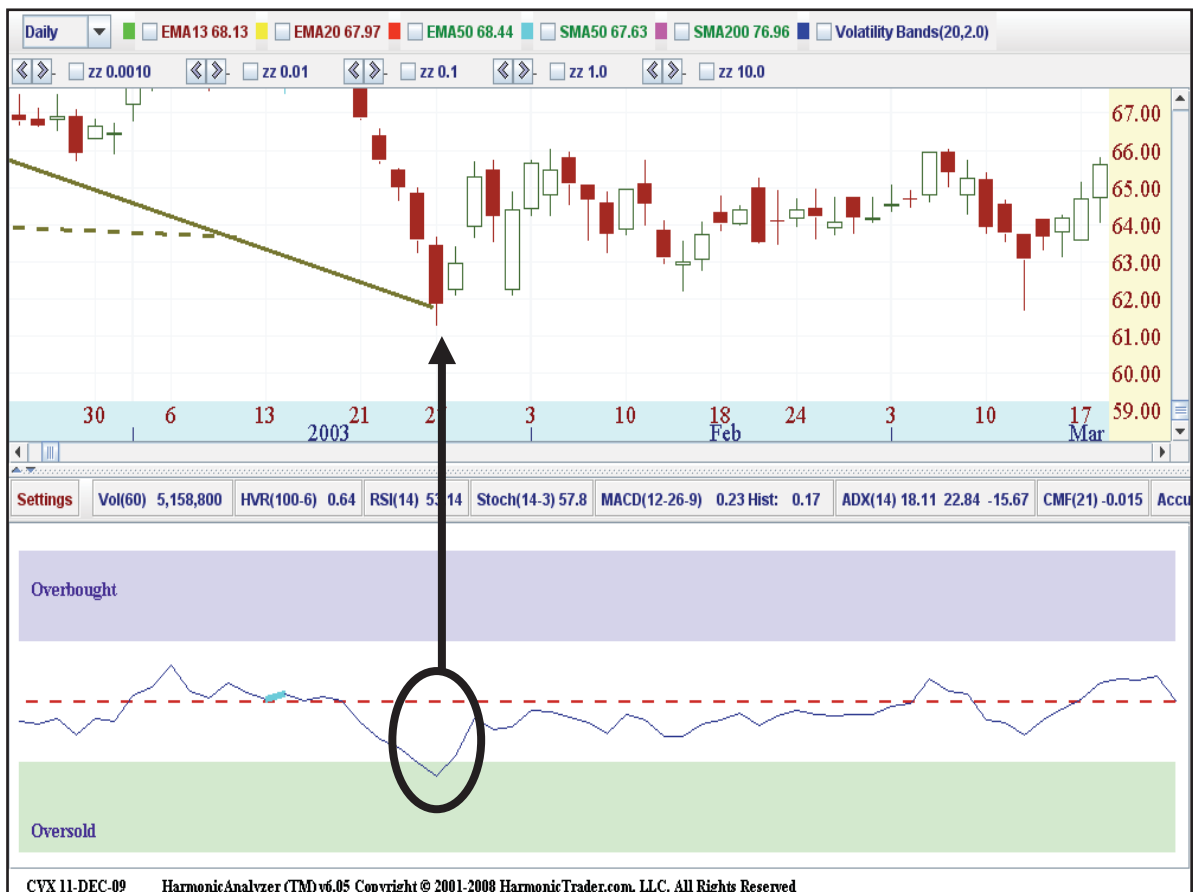 Daily EMA13 68.13 EMA20 67.97 EMA50 68.44 SMA50 67.63 SMA200 76.96 Volatility Bands(20,2.0)
zz 0.0010 zz 0.01 zz 0.1 zz 1.0 zz 10.0
67.00
66.00
65.00
64.00
63.00
62.00
61.00
60.00
59.00
30 6 13 21 3 10 18 24 3 10 17
2003 Feb Mar
Settings Vol(60) 5,158,800 HVR(100-6) 0.64 RSI(14) Stoch(14-3) 57.8 MACD(12-26-9) 0.23 Hist: 0.17 ADX(14) 18.11 22.84 -15.67 CMF(21) -0.015 Accu
Overbought
Oversold
CVX 11-DEC-09 HarmonicAnalyzer (TM) v6.05 Copyright © 2001-2008 HarmonicTrader.com, LLC. All Rights Reserved